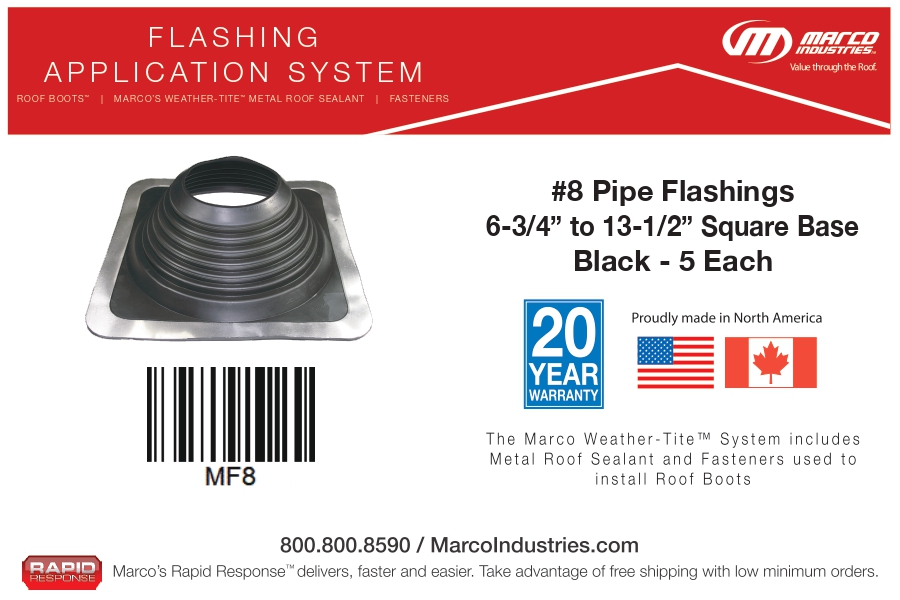 FLASHING
APPLICATION SYSTEM
ROOF BOOTS™ | MARCO'S WEATHER-TITE™ METAL ROOF SEALANT | FASTENERS
MARCO
INDUSTRIES™
Value through the Roof.
#8 Pipe Flashings
6-3/4” to 13-1/2” Square Base
Black - 5 Each
20
YEAR
WARRANTY
Proudly made in North America
MF8
The Marco Weather-Tite™ System includes
Metal Roof Sealant and Fasteners used to
install Roof Boots
800.800.8590 / MarcoIndustries.com
RAPID
RESPONSE
Marco's Rapid Response™ delivers, faster and easier. Take advantage of free shipping with low minimum orders.